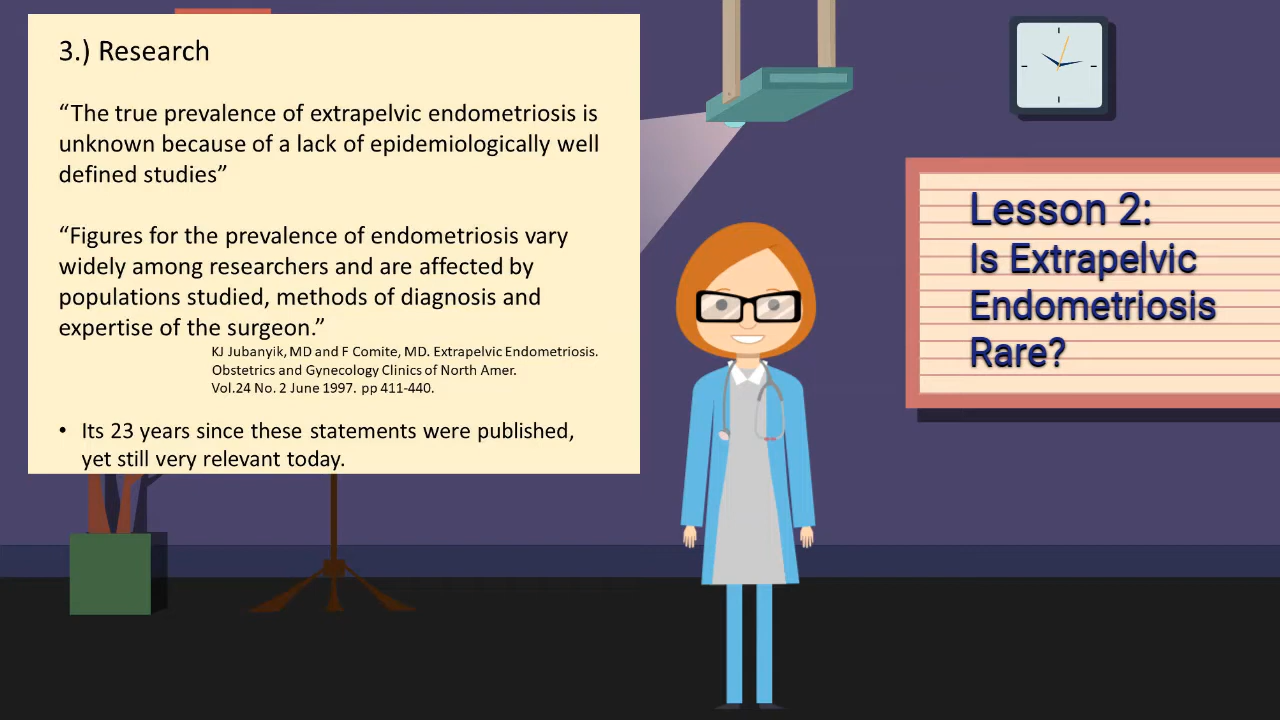 3.) Research
“The true prevalence of extrapelvic endometriosis is
unknown because of a lack of epidemiologically well
defined studies”
“Figures for the prevalence of endometriosis vary
widely among researchers and are affected by
populations studied, methods of diagnosis and
expertise of the surgeon.”
KJ Jubanyik, MD and F Comite, MD. Extrapelvic Endometriosis.
Obstetrics and Gynecology Clinics of North Amer.
Vol.24 No. 2 June 1997. pp 411-440.
• Its 23 years since these statements were published,
yet still very relevant today.
Lesson 2:
Is Extrapelvic
Endometriosis
Rare?